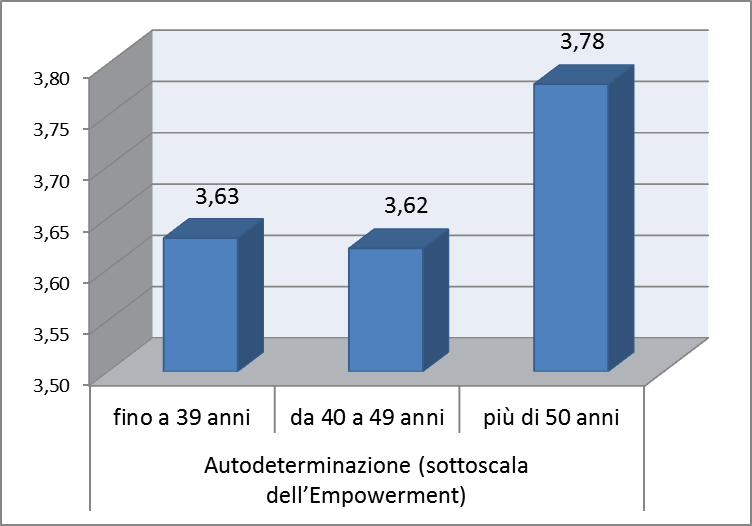 3,78
3,80
3,75
3,70
3,65
3,60
3,55
3,50
3,63
3,62
fino a 39 anni
da 40 a 49 anni
più di 50 anni
Autodeterminazione (sottoscala
dell’Empowerment)